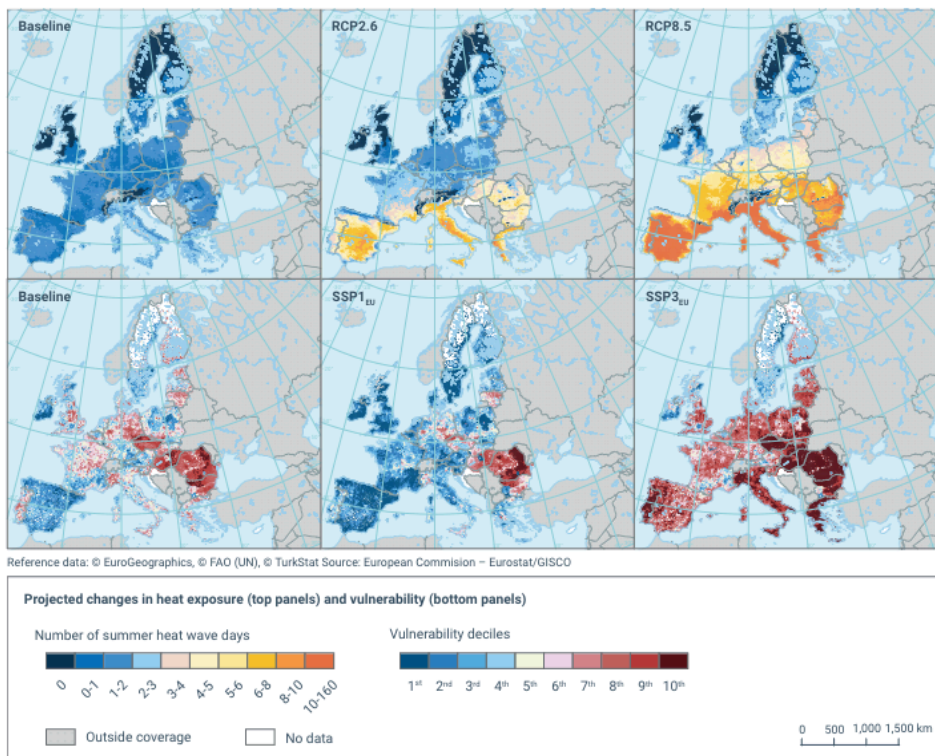 Baseline
RCP2.6
RCP8.5
Baseline
SSP1EU
SSP3EU
Reference data: © EuroGeographics, © FAO (UN), © TurkStat Source: European Commision – Eurostat/GISCO
Projected changes in heat exposure (top panels) and vulnerability (bottom panels)
Number of summer heat wave days
Vulnerability deciles
0 0-1 1-2 2-3 3-4 4-5 5-6 6-8 8-10 10-160
1st 2nd 3rd 4th 5th 6th 7th 8th 9th 10th
Outside coverage
No data
0 500 1,000 1,500 km